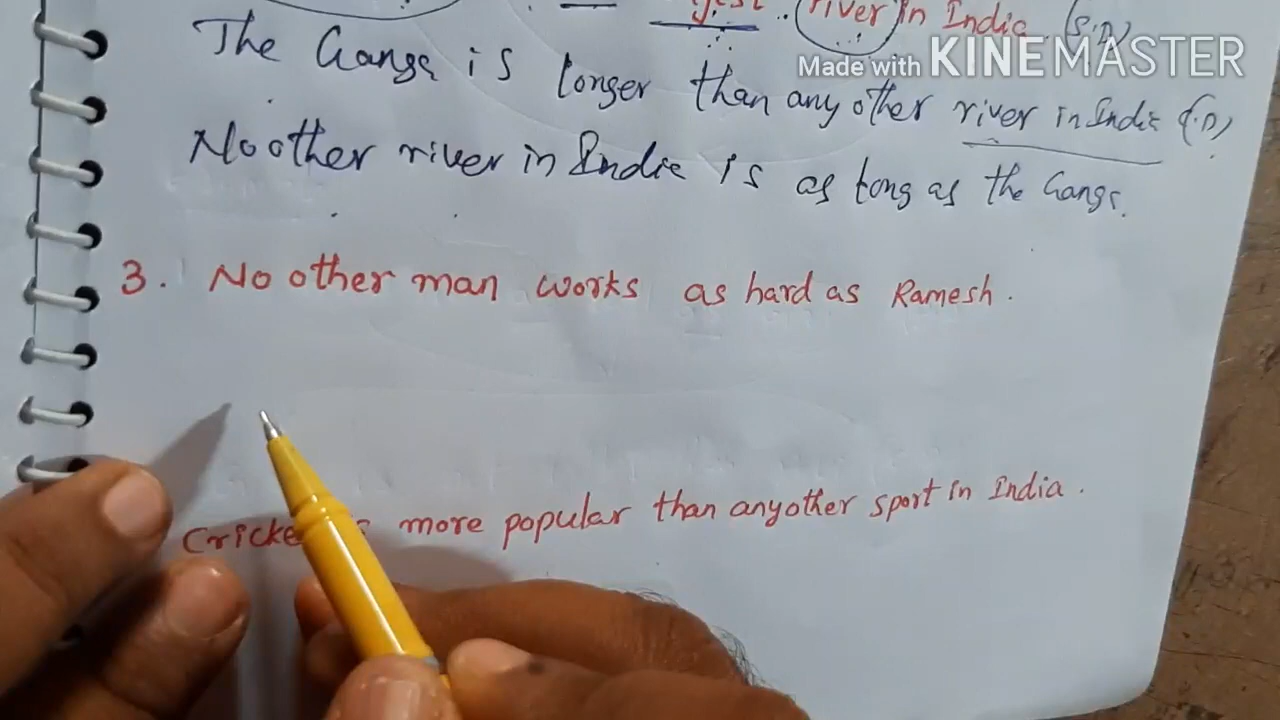 river in India (S.D)
Made with KINEMASTER
The Ganga is longer than any other river in India (C.D)
No other river in India is as long as the Ganga.
3. No other man works as hard as Ramesh.
Cricke more popular than anyother sport in India.